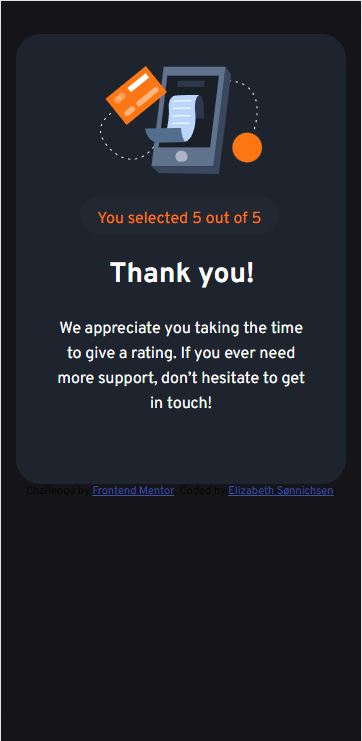 You selected 5 out of 5
Thank you!
We appreciate you taking the time
to give a rating. If you ever need
more support, don’t hesitate to get
in touch!
Challenge by Frontend Mentor. Coded by Elizabeth Sønnichsen